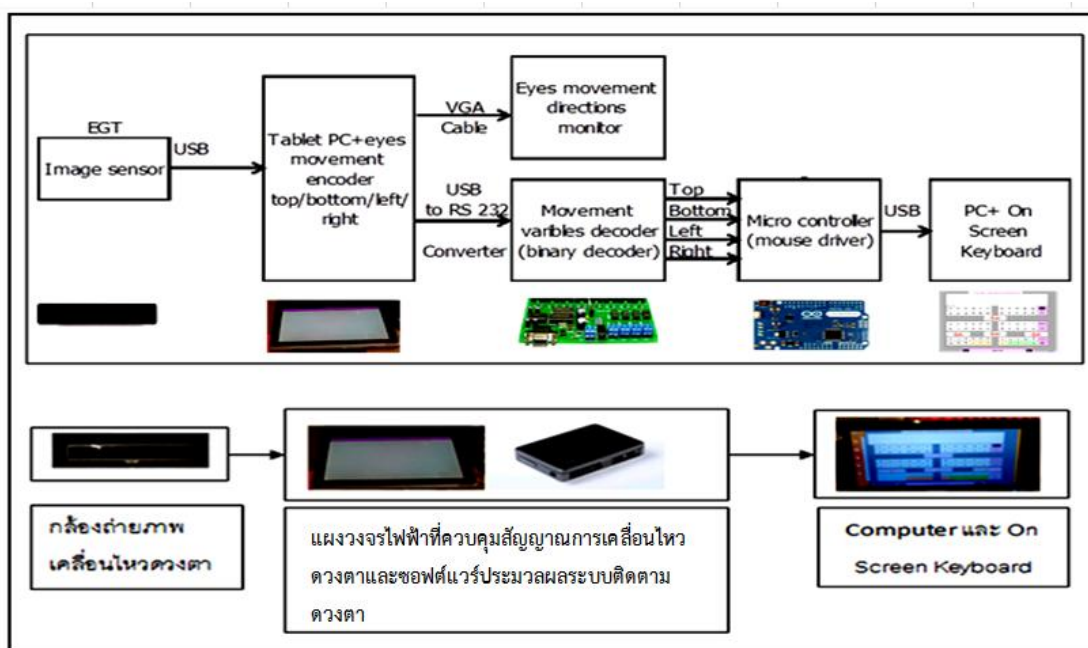 EGT
Image sensor
USB
Tablet PC+eyes
movement
encoder
top/bottom/left/
right
VGA
Cable
Eyes movement
directions
monitor
USB
to RS 232
Converter
Movement
varibles decoder
(binary decoder)
Top
Bottom
Left
Right
Micro controller
(mouse driver)
USB
PC+ On
Screen
Keyboard
กล้องถ่ายภาพ
เคลื่อนไหวดวงตา
แผงวงจรไฟฟ้าที่ควบคุมสัญญาณการเคลื่อนไหว
ดวงตาและซอฟต์แวร์ประมวลผลระบบติดตาม
ดวงตา
Computer และ On
Screen Keyboard